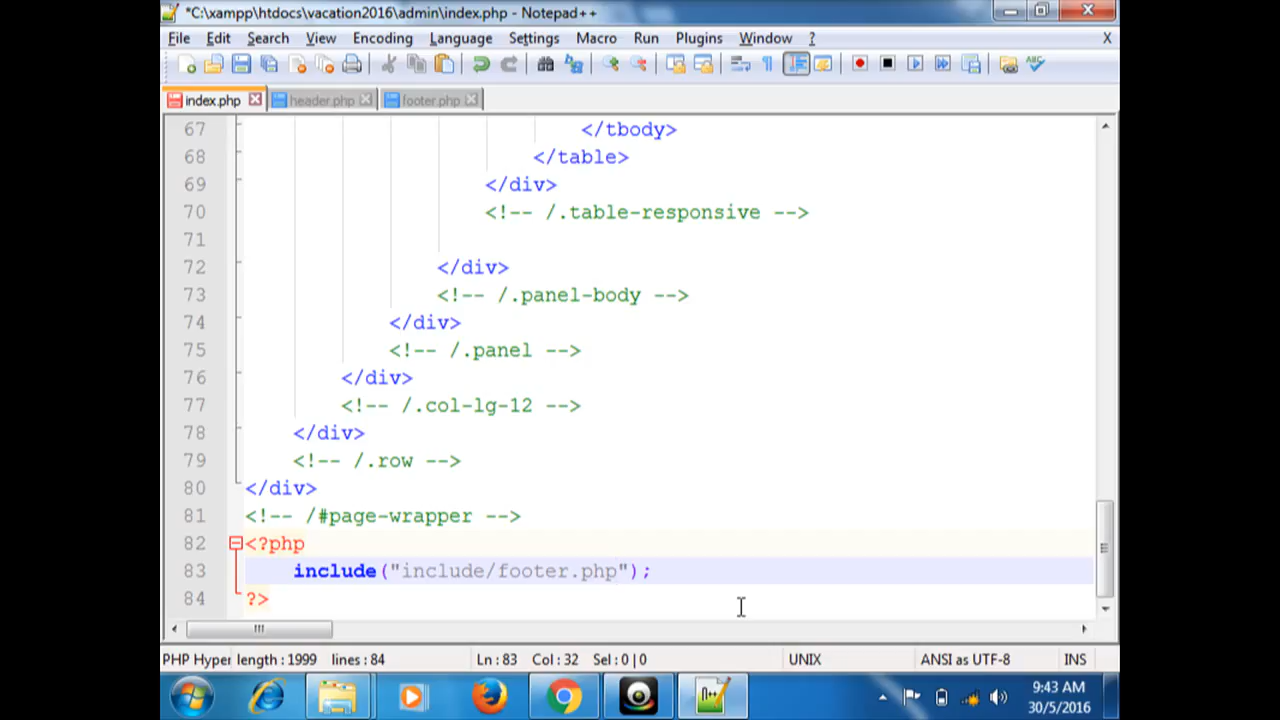 *C:\xampp\htdocs\vacation2016\admin\index.php - Notepad++
File Edit Search View Encoding Language Settings Macro Run Plugins Window ? X
index.php header.php footer.php
67 </tbody>
68 </table>
69 </div>
70 <!-- /.table-responsive -->
71
72 </div>
73 <!-- /.panel-body -->
74 </div>
75 <!-- /.panel -->
76 </div>
77 <!-- /.col-lg-12 -->
78 </div>
79 <!-- /.row -->
80 </div>
81 <!-- /#page-wrapper -->
82 <?php
83 include("include/footer.php");
84 ?>
PHP Hyper length : 1999 lines : 84 Ln : 83 Col : 32 Sel : 0 | 0 UNIX ANSI as UTF-8 INS
9:43 AM
30/5/2016